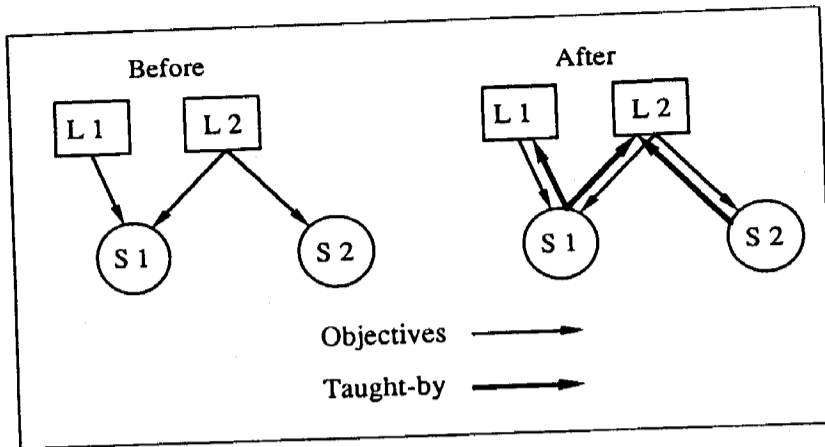 Before
After
L 1
L 2
L 1
L 2
S 1
S 2
S 1
S 2
Objectives
Taught-by